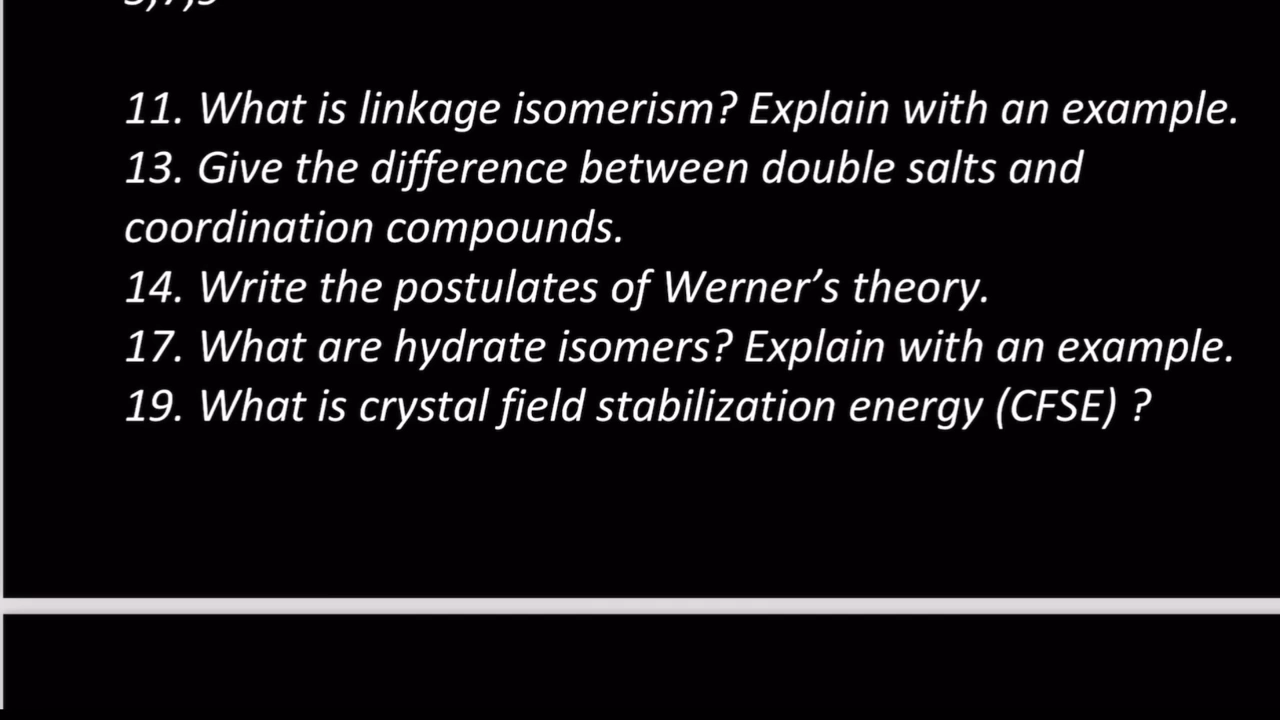 11. What is linkage isomerism? Explain with an example.
13. Give the difference between double salts and
coordination compounds.
14. Write the postulates of Werner’s theory.
17. What are hydrate isomers? Explain with an example.
19. What is crystal field stabilization energy (CFSE) ?